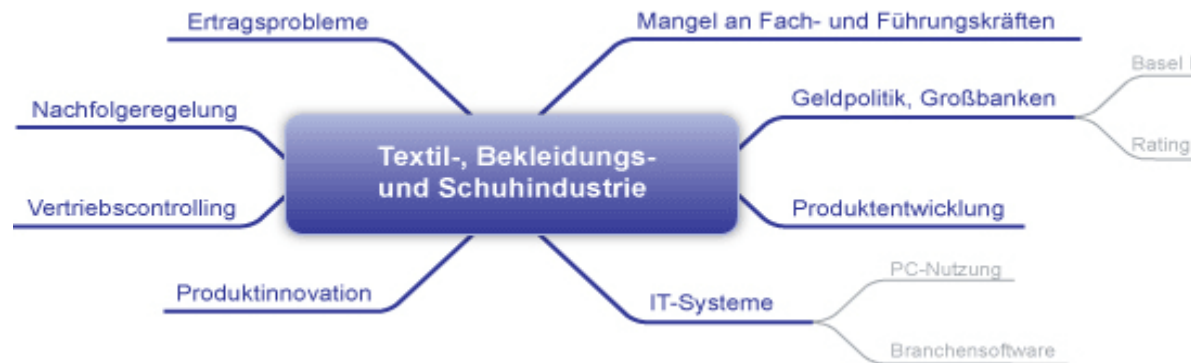 Ertragsprobleme
Mangel an Fach- und Führungskräften
Basel
Nachfolgeregelung
Geldpolitik, Großbanken
Rating
Textil-, Bekleidungs-
und Schuhindustrie
Vertriebscontrolling
Produktentwicklung
PC-Nutzung
Produktinnovation
IT-Systeme
Branchensoftware